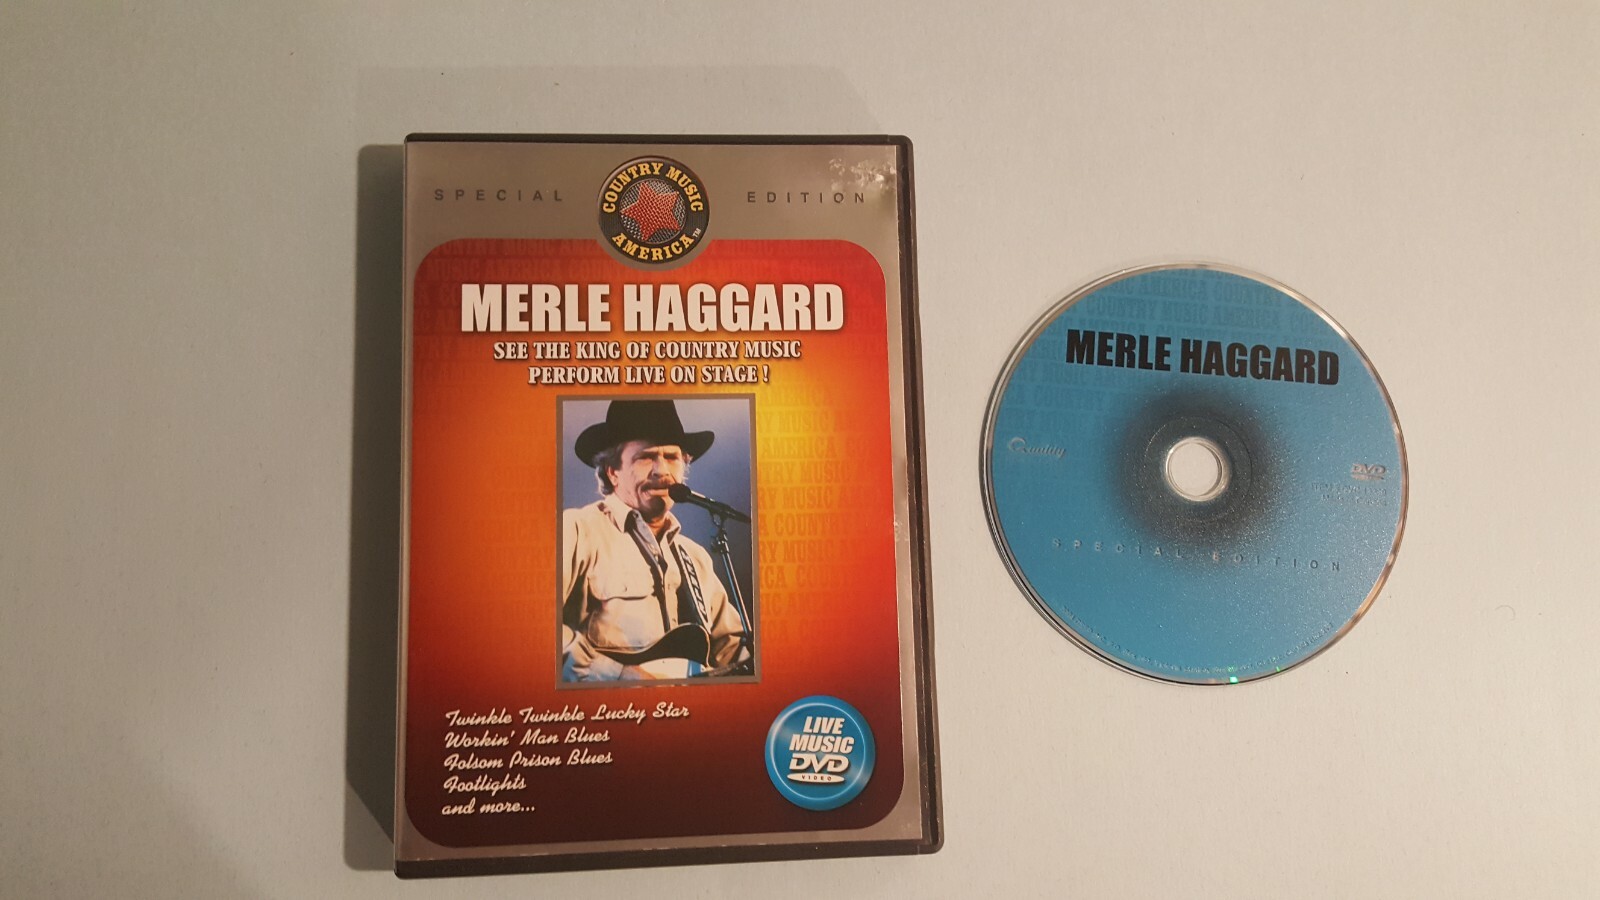 SPECIAL EDITION
COUNTRY MUSIC
AMERICA™
MERLE HAGGARD
SEE THE KING OF COUNTRY MUSIC
PERFORM LIVE ON STAGE !
Twinkle Twinkle Lucky Star
Workin' Man Blues
Folsom Prison Blues
Footlights
and more...
LIVE
MUSIC
DVD
VIDEO
MERLE HAGGARD
Quality
DVD
SPECIAL EDITION